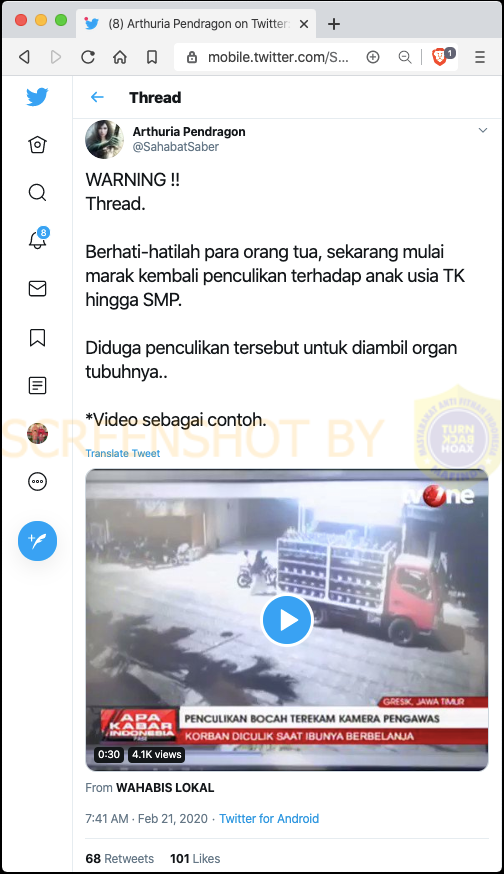 (8) Arthuria Pendragon on Twitter:
mobile.twitter.com/S...
1
Thread
Arthuria Pendragon
@SahabatSaber
WARNING !!
Thread.
8
Berhati-hatilah para orang tua, sekarang mulai
marak kembali penculikan terhadap anak usia TK
hingga SMP.
Diduga penculikan tersebut untuk diambil organ
tubuhnya..
*Video sebagai contoh.
SCREENSHOT BY
MASYARAKAT ANTI FITNAH
TURN
BACK
HOAX
Translate Tweet
tvOne
GRESIK, JAWA TIMUR
APA
KABAR
INDONESIA
PENCULIKAN BOCAH TEREKAM KAMERA PENGAWAS
KORBAN DICULIK SAAT IBUNYA BERBELANJA
0:30
4.1K views
From WAHABIS LOKAL
7:41 AM · Feb 21, 2020 · Twitter for Android
68 Retweets 101 Likes